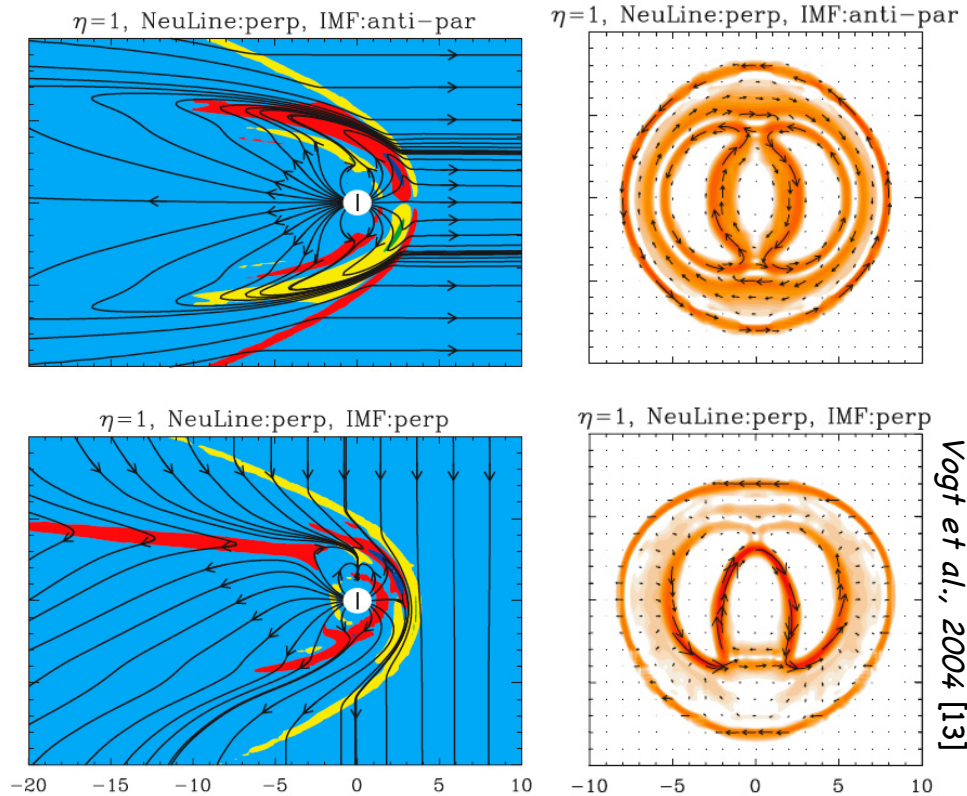 η=1, NeuLine:perp, IMF:anti-par
η=1, NeuLine:perp, IMF:anti-par
η=1, NeuLine:perp, IMF:perp
η=1, NeuLine:perp, IMF:perp
-20 -15 -10 -5 0 5 10
-10 -5 0 5 10
Vogt et al., 2004 [13]